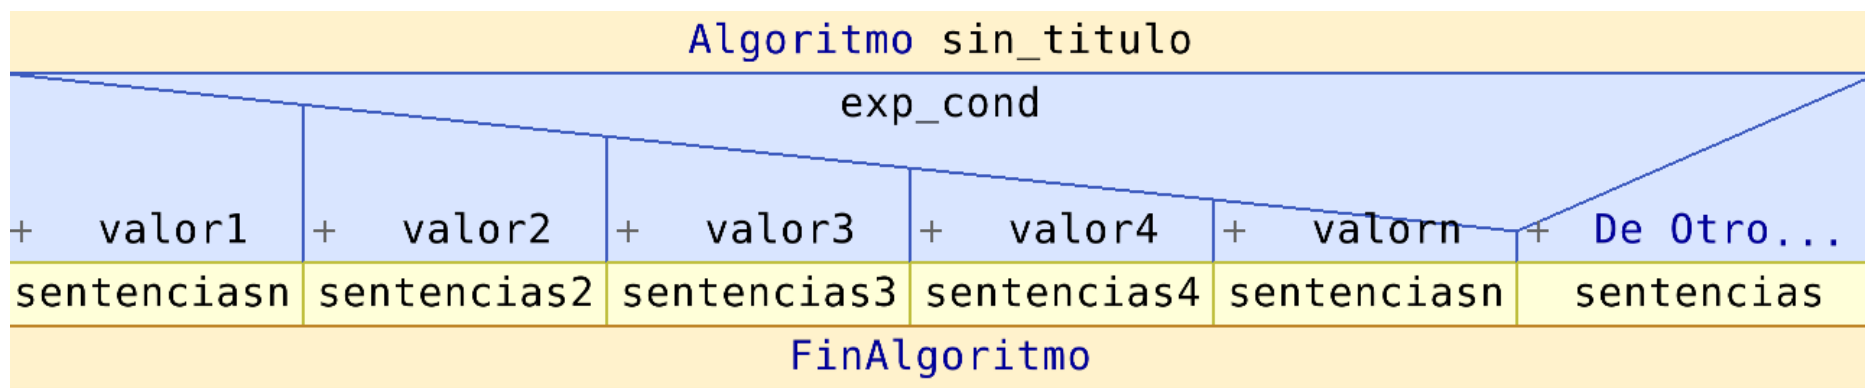 Algoritmo sin_titulo
exp_cond
+ valor1 + valor2 + valor3 + valor4 + valorn + De Otro...
sentenciasn sentencias2 sentencias3 sentencias4 sentenciasn sentencias
FinAlgoritmo